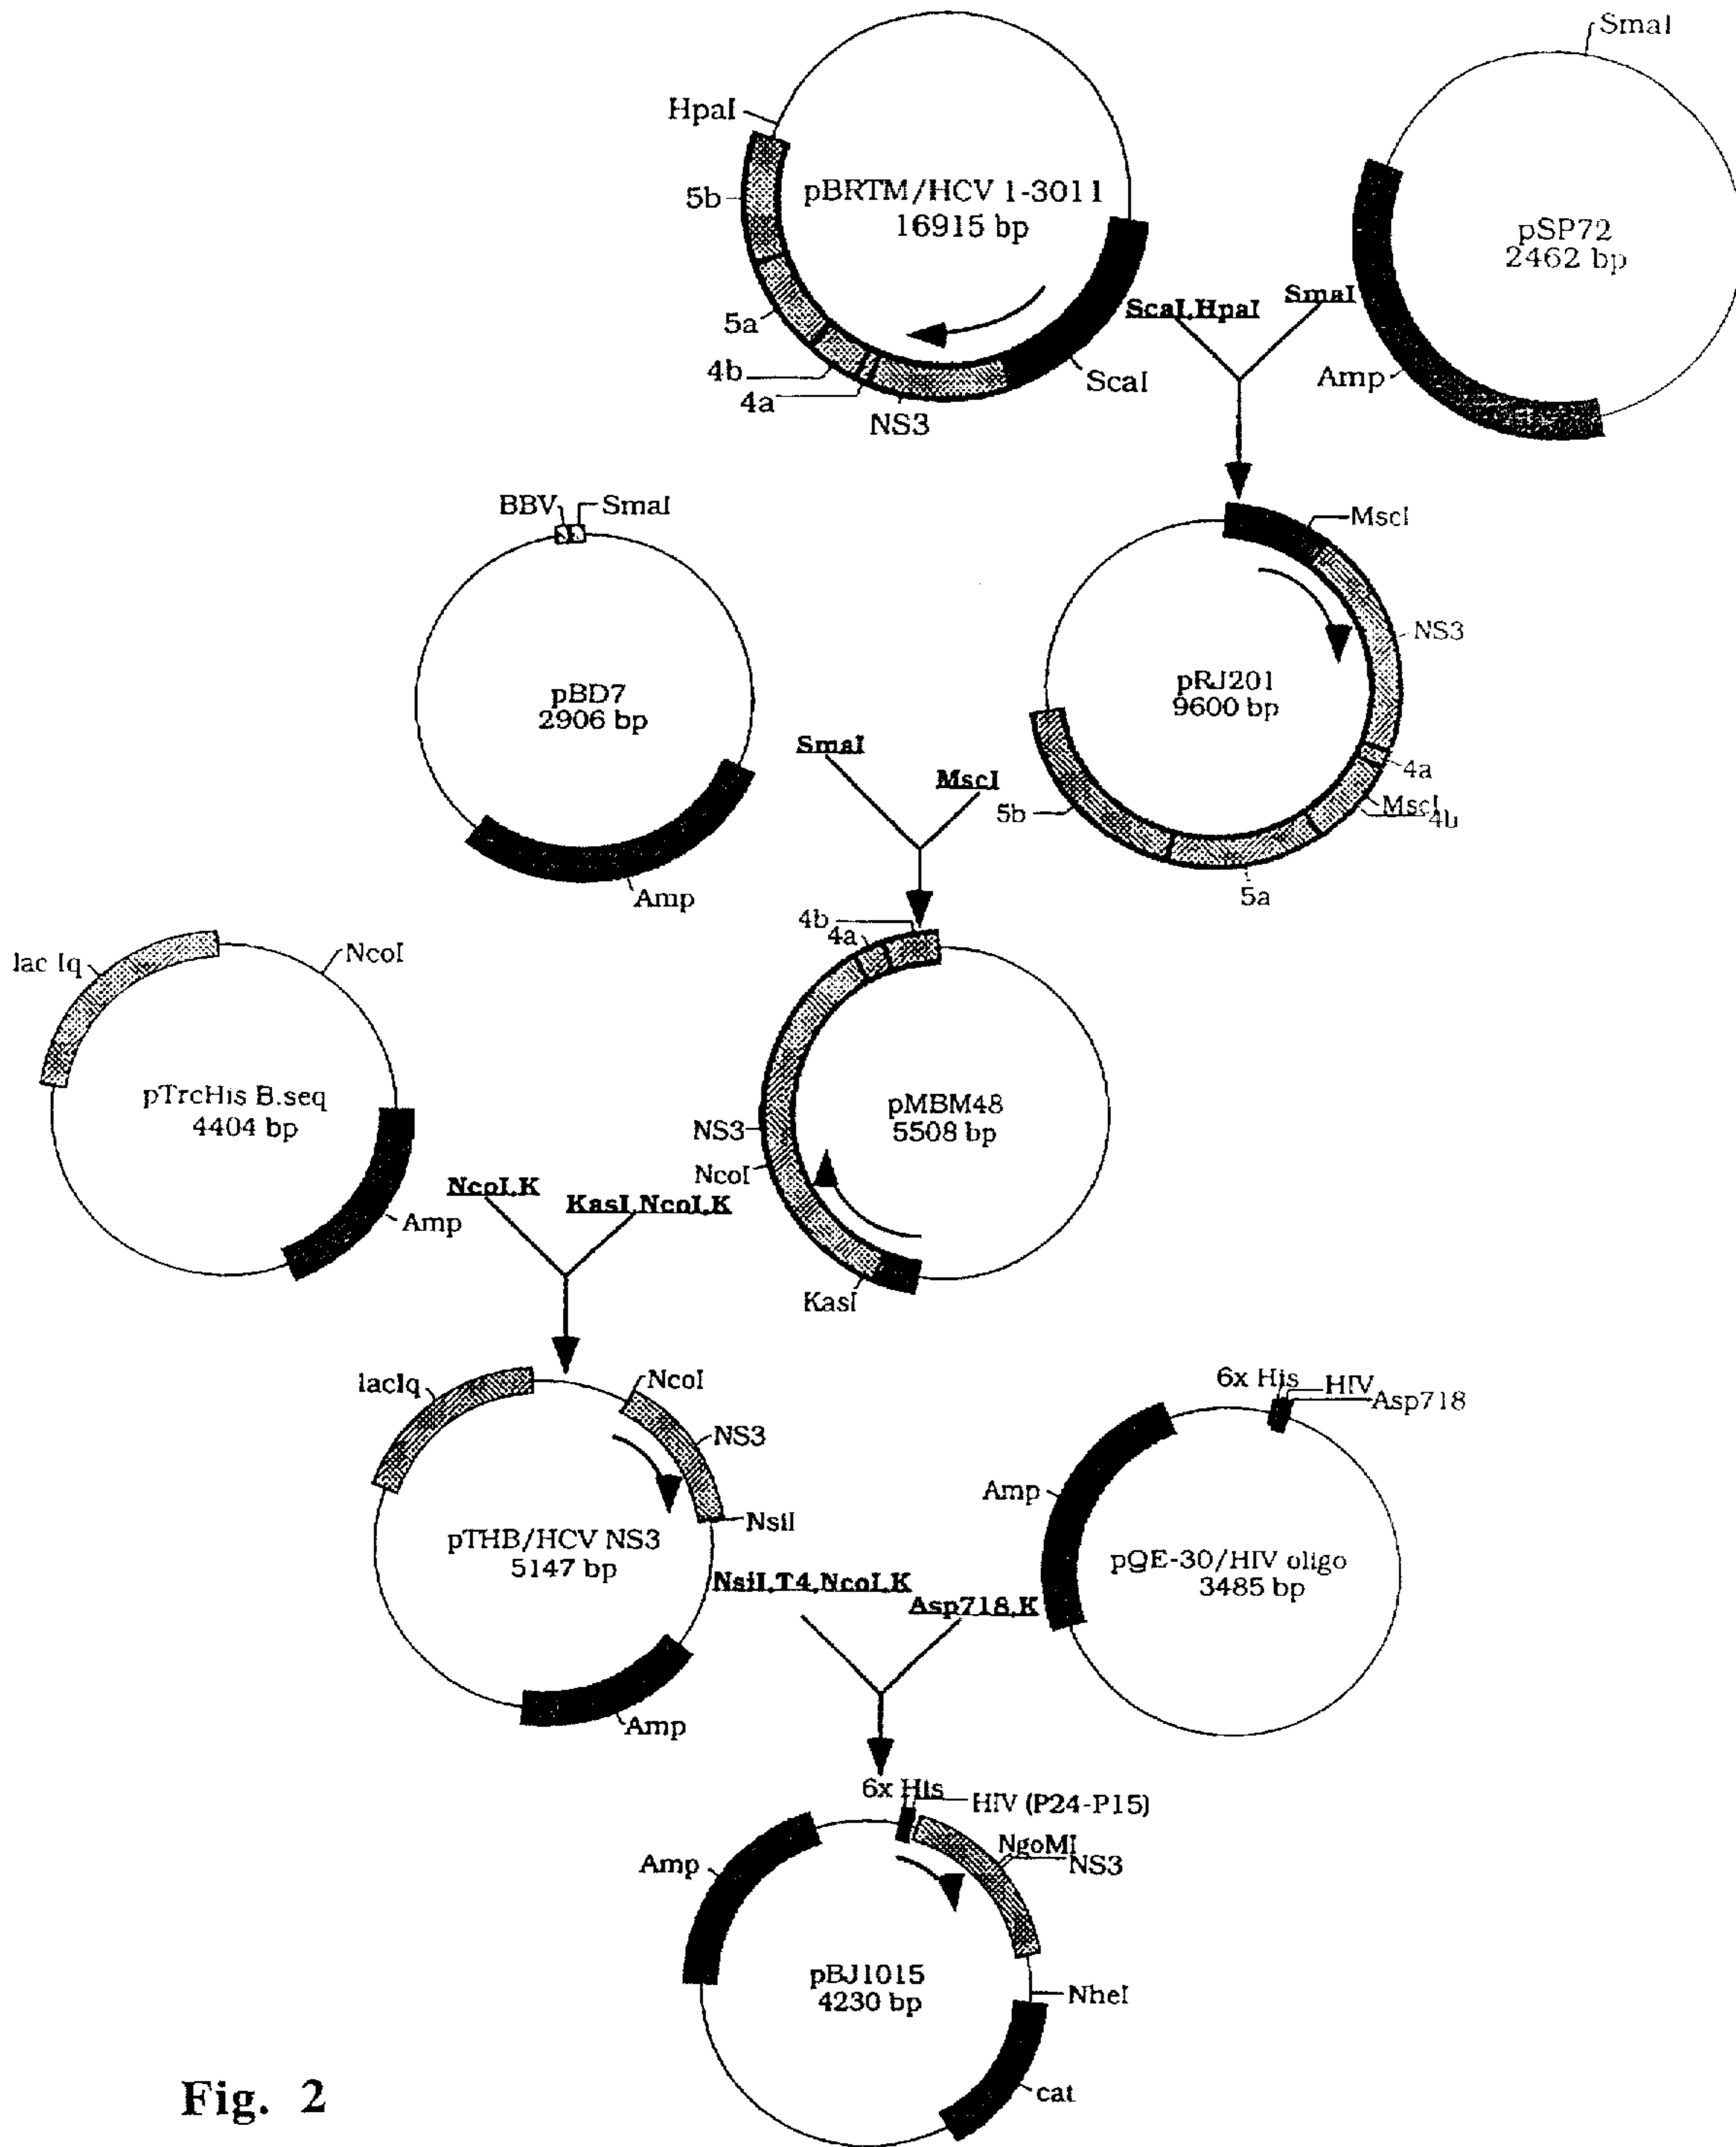 SmaI
HpaI
pBRTM/HCV 1-3011
16915 bp
5b
pSP72
2462 bp
ScaI,HpaI
SmaI
5a
4b
4a
NS3
ScaI
Amp
BBV
SmaI
MscI
NS3
pBD7
2906 bp
pRJ201
9600 bp
SmaI
MscI
4a
MscI
4b
5b
5a
Amp
4b
4a
lac Iq
NcoI
pTrcHis B.seq
4404 bp
pMBM48
5508 bp
NS3
NcoI
NcoI,K
KasI,NcoI,K
Amp
KasI
lacIq
NcoI
NS3
NsiI
6x His
HIV
Asp718
Amp
pTHB/HCV NS3
5147 bp
pQE-30/HIV oligo
3485 bp
NsiI,T4,NcoI,K
Asp718,K
Amp
6x His
HIV (P24-P15)
NgoMI
NS3
Amp
pBJ1015
4230 bp
NheI
cat
Fig. 2